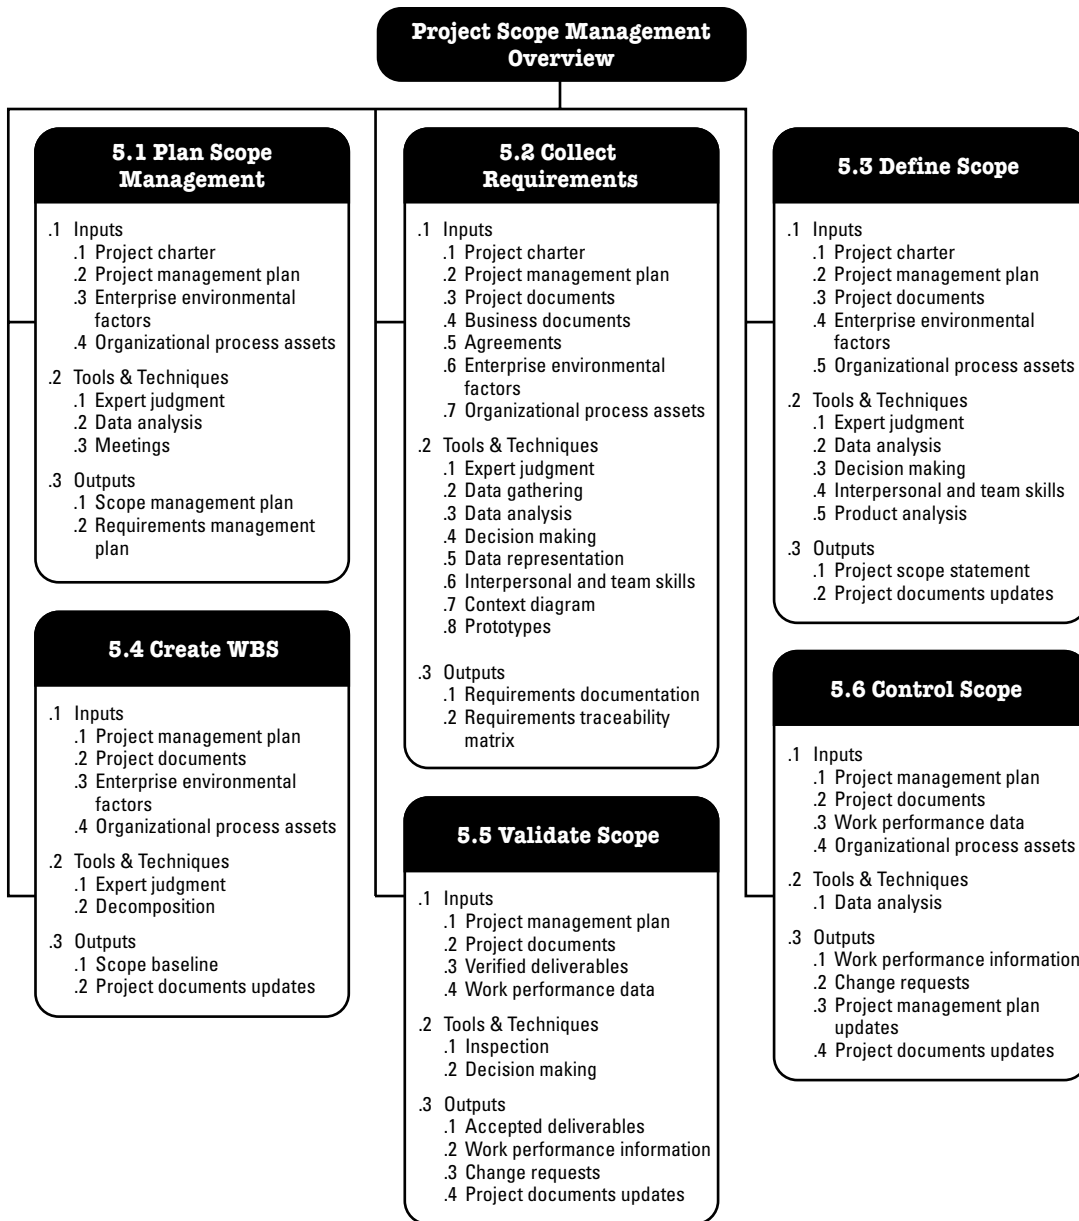 Project Scope Management
Overview
5.1 Plan Scope
Management
.1 Inputs
.1 Project charter
.2 Project management plan
.3 Enterprise environmental
factors
.4 Organizational process assets
.2 Tools & Techniques
.1 Expert judgment
.2 Data analysis
.3 Meetings
.3 Outputs
.1 Scope management plan
.2 Requirements management
plan
5.2 Collect
Requirements
.1 Inputs
.1 Project charter
.2 Project management plan
.3 Project documents
.4 Business documents
.5 Agreements
.6 Enterprise environmental
factors
.7 Organizational process assets
.2 Tools & Techniques
.1 Expert judgment
.2 Data gathering
.3 Data analysis
.4 Decision making
.5 Data representation
.6 Interpersonal and team skills
.7 Context diagram
.8 Prototypes
.3 Outputs
.1 Requirements documentation
.2 Requirements traceability
matrix
5.3 Define Scope
.1 Inputs
.1 Project charter
.2 Project management plan
.3 Project documents
.4 Enterprise environmental
factors
.5 Organizational process assets
.2 Tools & Techniques
.1 Expert judgment
.2 Data analysis
.3 Decision making
.4 Interpersonal and team skills
.5 Product analysis
.3 Outputs
.1 Project scope statement
.2 Project documents updates
5.4 Create WBS
.1 Inputs
.1 Project management plan
.2 Project documents
.3 Enterprise environmental
factors
.4 Organizational process assets
.2 Tools & Techniques
.1 Expert judgment
.2 Decomposition
.3 Outputs
.1 Scope baseline
.2 Project documents updates
5.5 Validate Scope
.1 Inputs
.1 Project management plan
.2 Project documents
.3 Verified deliverables
.4 Work performance data
.2 Tools & Techniques
.1 Inspection
.2 Decision making
.3 Outputs
.1 Accepted deliverables
.2 Work performance information
.3 Change requests
.4 Project documents updates
5.6 Control Scope
.1 Inputs
.1 Project management plan
.2 Project documents
.3 Work performance data
.4 Organizational process assets
.2 Tools & Techniques
.1 Data analysis
.3 Outputs
.1 Work performance information
.2 Change requests
.3 Project management plan
updates
.4 Project documents updates